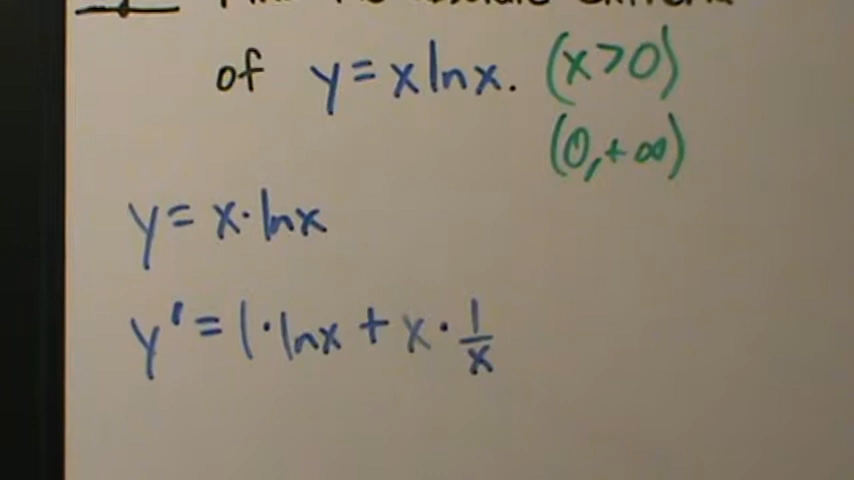 of y = x ln x. (x > 0)
(0, +∞)
y = x · ln x
y' = 1 · ln x + x · 1/x